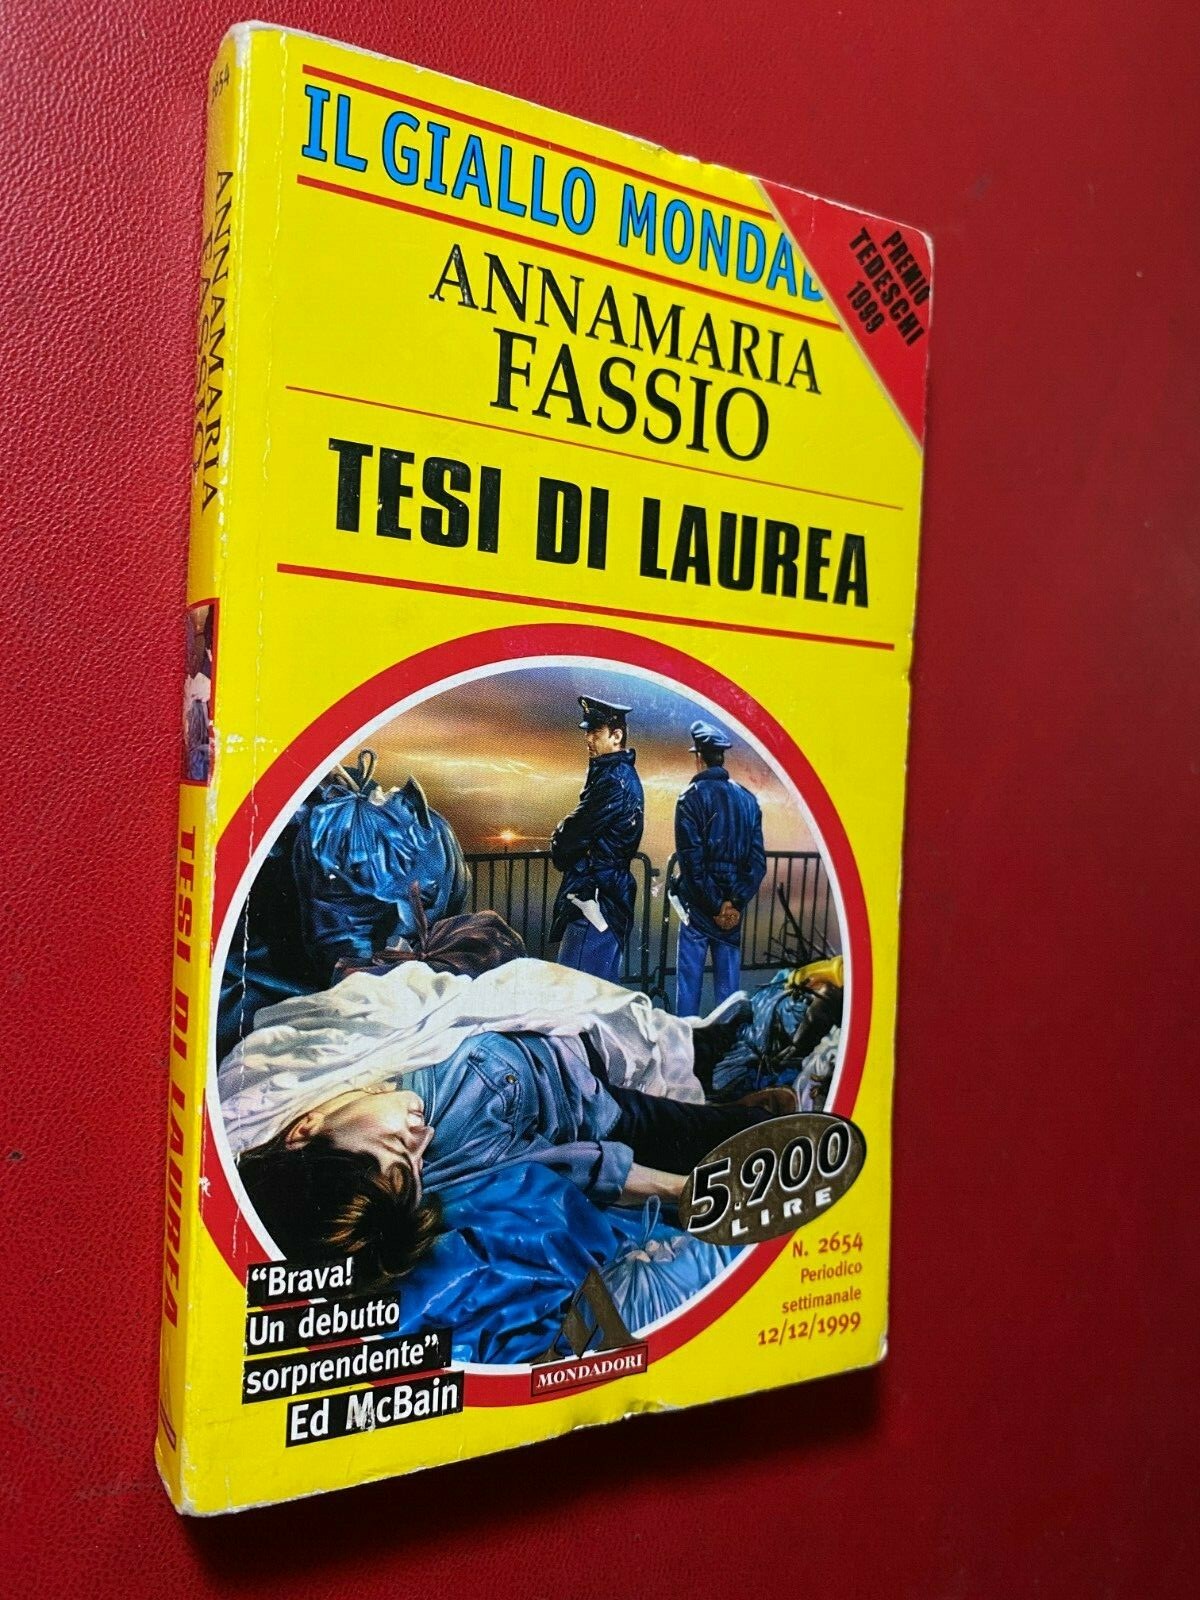 IL GIALLO MONDAD
PREMIO
TEDESCHI
1999
ANNAMARIA
FASSIO
TESI DI LAUREA
5.900
LIRE
N. 2654
Periodico
settimanale
12/12/1999
"Brava!
Un debutto
sorprendente"
Ed McBain
MONDADORI
ANNAMARIA
FASSIO
TESI DI LAUREA